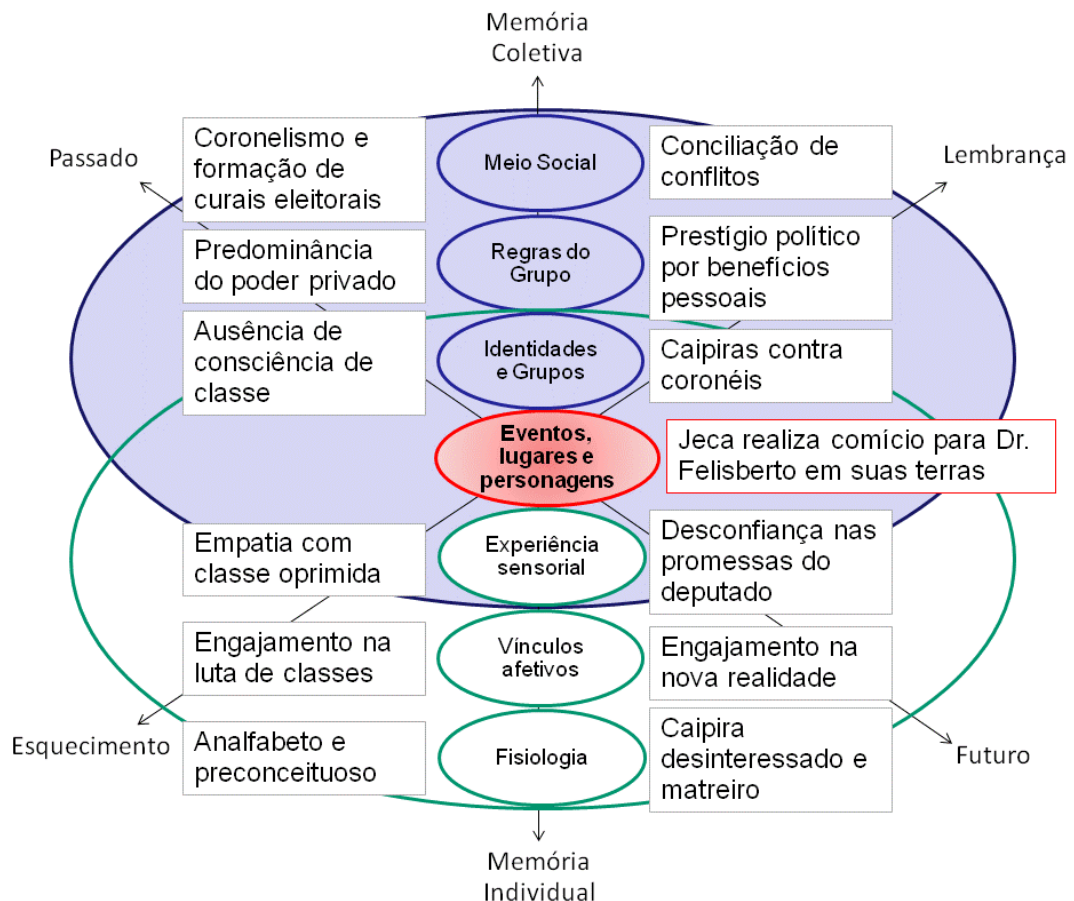 Memória
Coletiva
Passado
Lembrança
Coronelismo e
formação de
currais eleitorais
Meio Social
Conciliação de
conflitos
Predominância
do poder privado
Regras do
Grupo
Prestígio político
por benefícios
pessoais
Ausência de
consciência de
classe
Identidades
e Grupos
Caipiras contra
coronéis
Eventos,
lugares e
personagens
Jeca realiza comício para Dr.
Felisberto em suas terras
Empatia com
classe oprimida
Experiência
sensorial
Desconfiança nas
promessas do
deputado
Engajamento na
luta de classes
Vínculos
afetivos
Engajamento na
nova realidade
Esquecimento
Analfabeto e
preconceituoso
Fisiologia
Caipira
desinteressado e
matreiro
Futuro
Memória
Individual